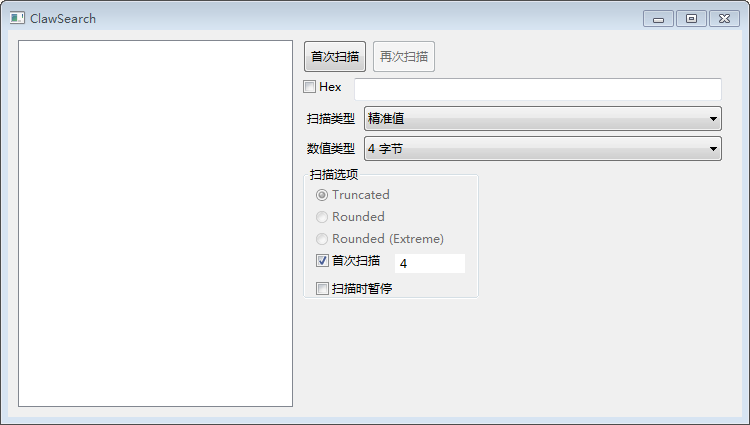 ClawSearch
首次扫描 再次扫描
Hex
扫描类型 精准值
数值类型 4 字节
扫描选项
Truncated
Rounded
Rounded (Extreme)
首次扫描 4
扫描时暂停